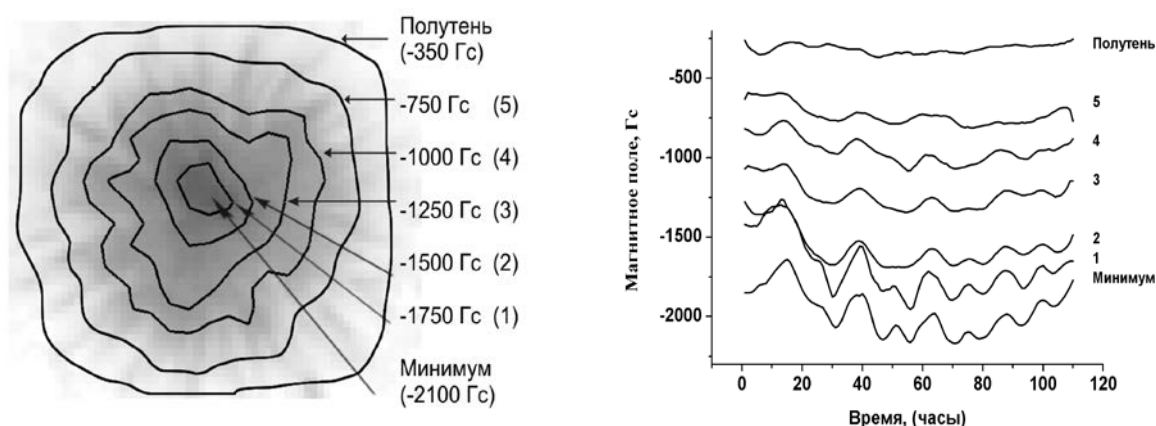 Полутень
(-350 Гс)
-750 Гс (5)
-1000 Гс (4)
-1250 Гс (3)
-1500 Гс (2)
-1750 Гс (1)
Минимум
(-2100 Гс)
Магнитное поле, Гс
-500
-1000
-1500
-2000
0 20 40 60 80 100 120
Время, (часы)
Полутень
5
4
3
2
1
Минимум